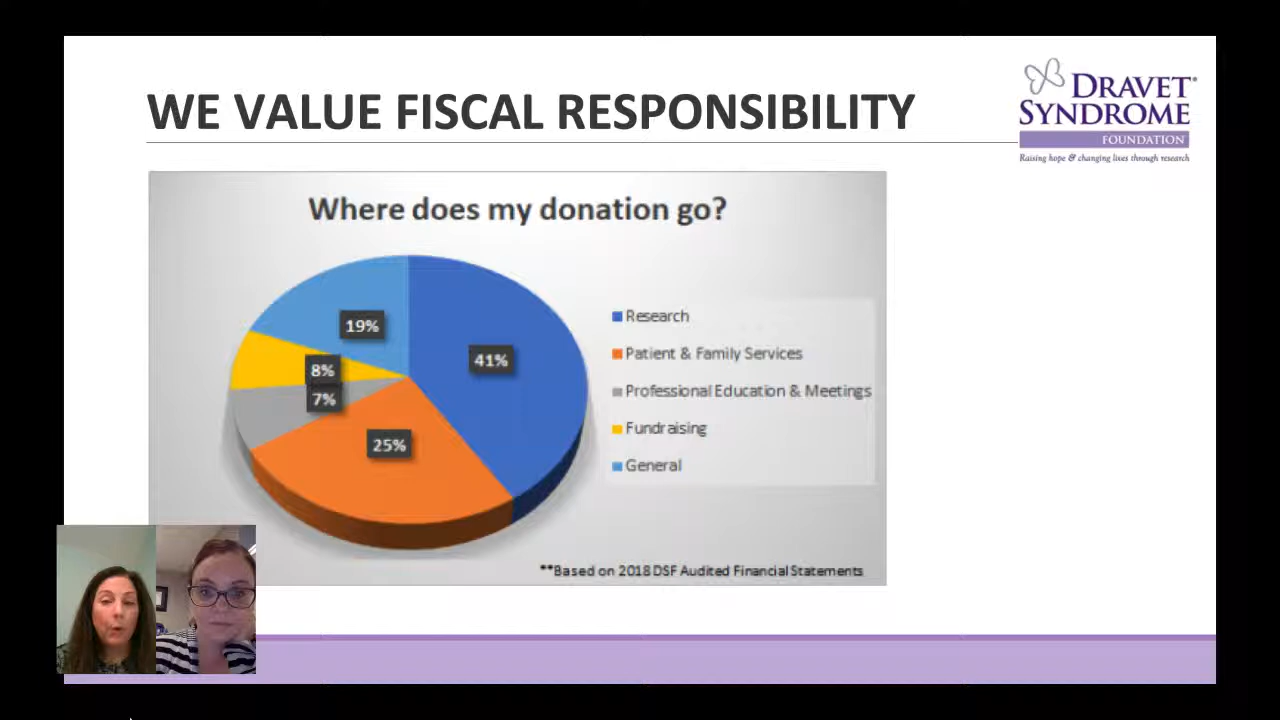 WE VALUE FISCAL RESPONSIBILITY
DRAVET®
SYNDROME
FOUNDATION
Raising hope & changing lives through research
Where does my donation go?
19%
41%
8%
7%
25%
Research
Patient & Family Services
Professional Education & Meetings
Fundraising
General
**Based on 2018 DSF Audited Financial Statements